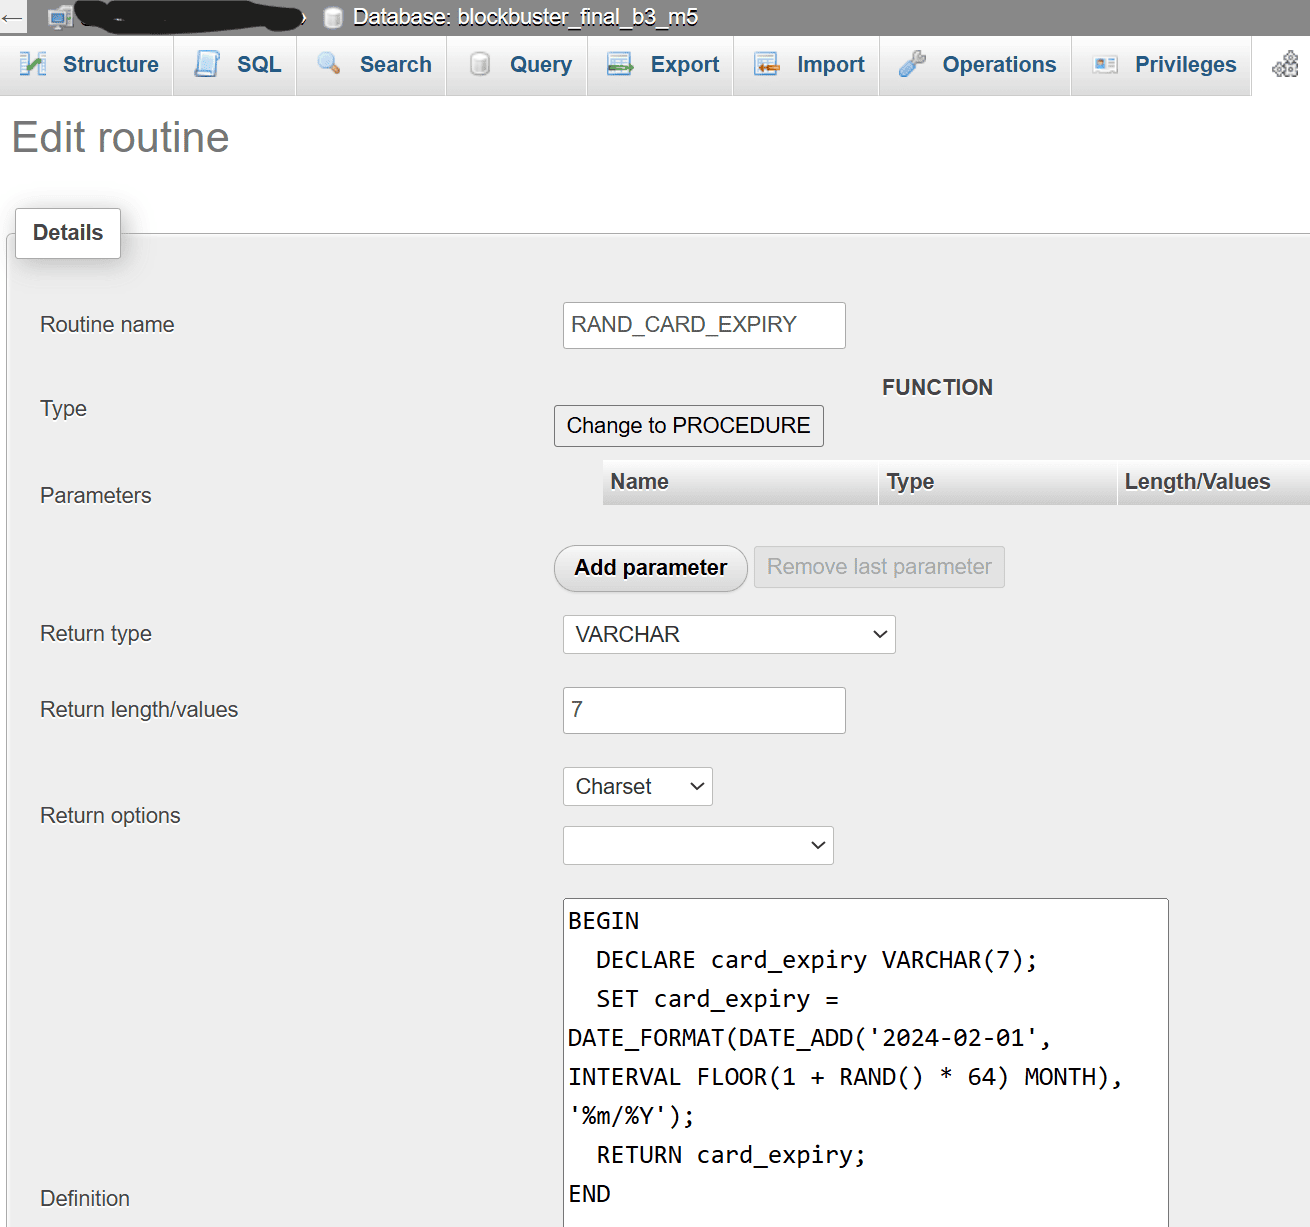 Database: blockbuster_final_b3_m5
Structure SQL Search Query Export Import Operations Privileges
Edit routine
Details
Routine name RAND_CARD_EXPIRY
FUNCTION
Type Change to PROCEDURE
Parameters Name Type Length/Values
Add parameter Remove last parameter
Return type VARCHAR
Return length/values 7
Charset
Return options
BEGIN
  DECLARE card_expiry VARCHAR(7);
  SET card_expiry =
DATE_FORMAT(DATE_ADD('2024-02-01',
INTERVAL FLOOR(1 + RAND() * 64) MONTH),
'%m/%Y');
  RETURN card_expiry;
END
Definition